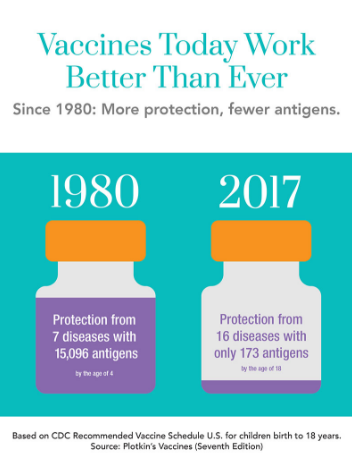 Vaccines Today Work
Better Than Ever
Since 1980: More protection, fewer antigens.
1980
Protection from
7 diseases with
15,096 antigens
by the age of 4
2017
Protection from
16 diseases with
only 173 antigens
by the age of 18
Based on CDC Recommended Vaccine Schedule U.S. for children birth to 18 years.
Source: Plotkin's Vaccines (Seventh Edition)